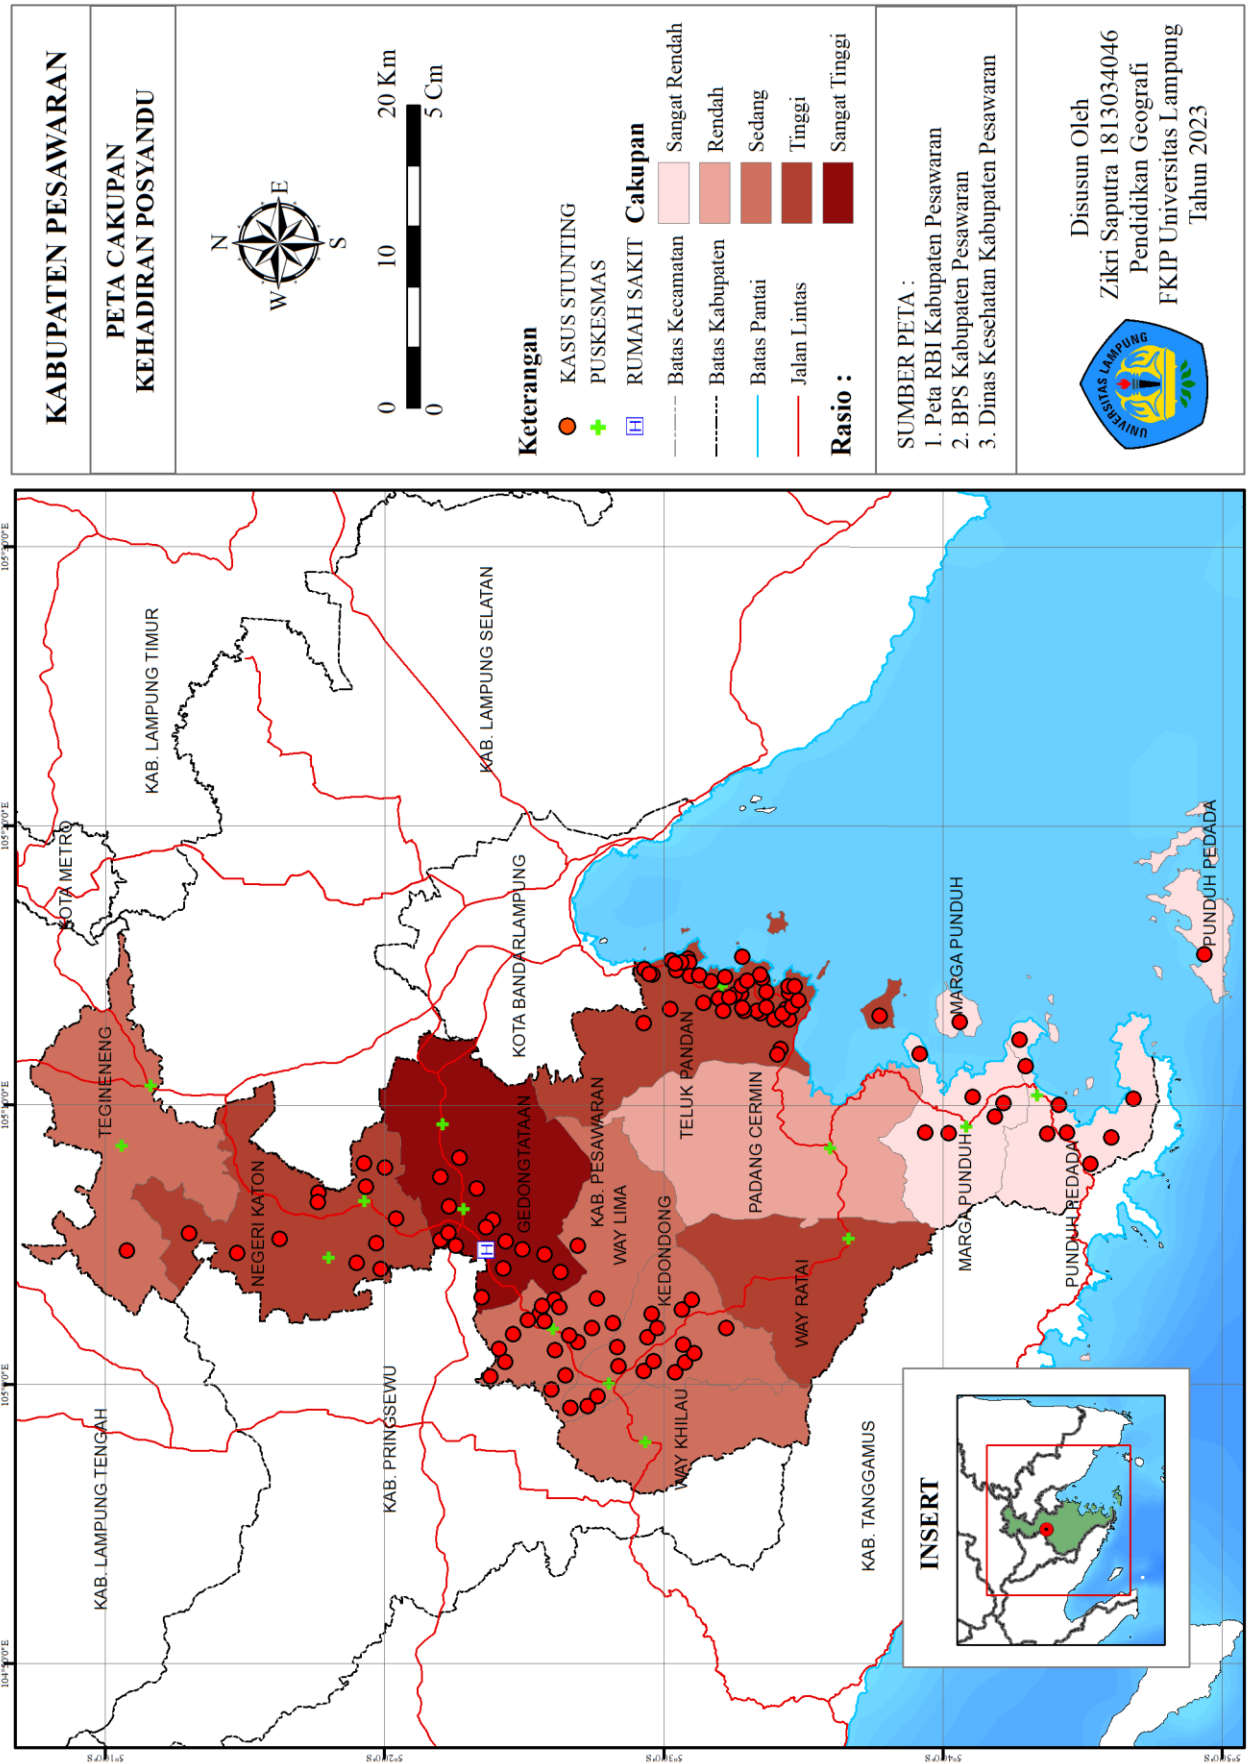 KABUPATEN PESAWARAN
PETA CAKUPAN
KEHADIRAN POSYANDU
N
E
S
W
0
10
20 Km
0
5 Cm
Keterangan
KASUS STUNTING
PUSKESMAS
H
RUMAH SAKIT
Batas Kecamatan
Batas Kabupaten
Batas Pantai
Jalan Lintas
Rasio :
Cakupan
Sangat Rendah
Rendah
Sedang
Tinggi
Sangat Tinggi
SUMBER PETA :
1. Peta RBI Kabupaten Pesawaran
2. BPS Kabupaten Pesawaran
3. Dinas Kesehatan Kabupaten Pesawaran
UNIVERSITAS LAMPUNG
Disusun Oleh
Zikri Saputra 1813034046
Pendidikan Geografi
FKIP Universitas Lampung
Tahun 2023
KAB. LAMPUNG TENGAH
TEGINENENG
KOTA METRO
KAB. LAMPUNG TIMUR
NEGERI KATON
KAB. PRINGSEWU
KAB. LAMPUNG SELATAN
GEDONGTATAAN
KOTA BANDARLAMPUNG
H
KAB. PESAWARAN
WAY LIMA
KEDONDONG
WAY KHILAU
TELUK PANDAN
PADANG CERMIN
WAY RATAI
KAB. TANGGAMUS
MARGA PUNDUH
MARGA PUNDUH
PUNDUH PEDADA
PUNDUH PEDADA
INSERT